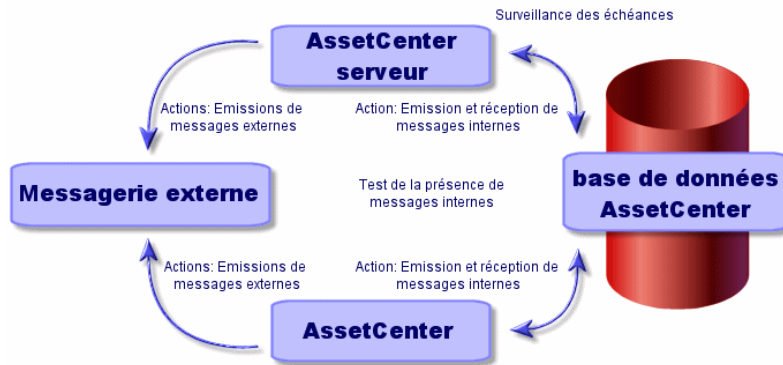 Surveillance des échéances
AssetCenter
serveur
Actions: Emissions de
messages externes
Action: Emission et réception de
messages internes
Messagerie externe
Test de la présence de
messages internes
base de données
AssetCenter
Actions: Emissions de
messages externes
Action: Emission et réception de
messages internes
AssetCenter